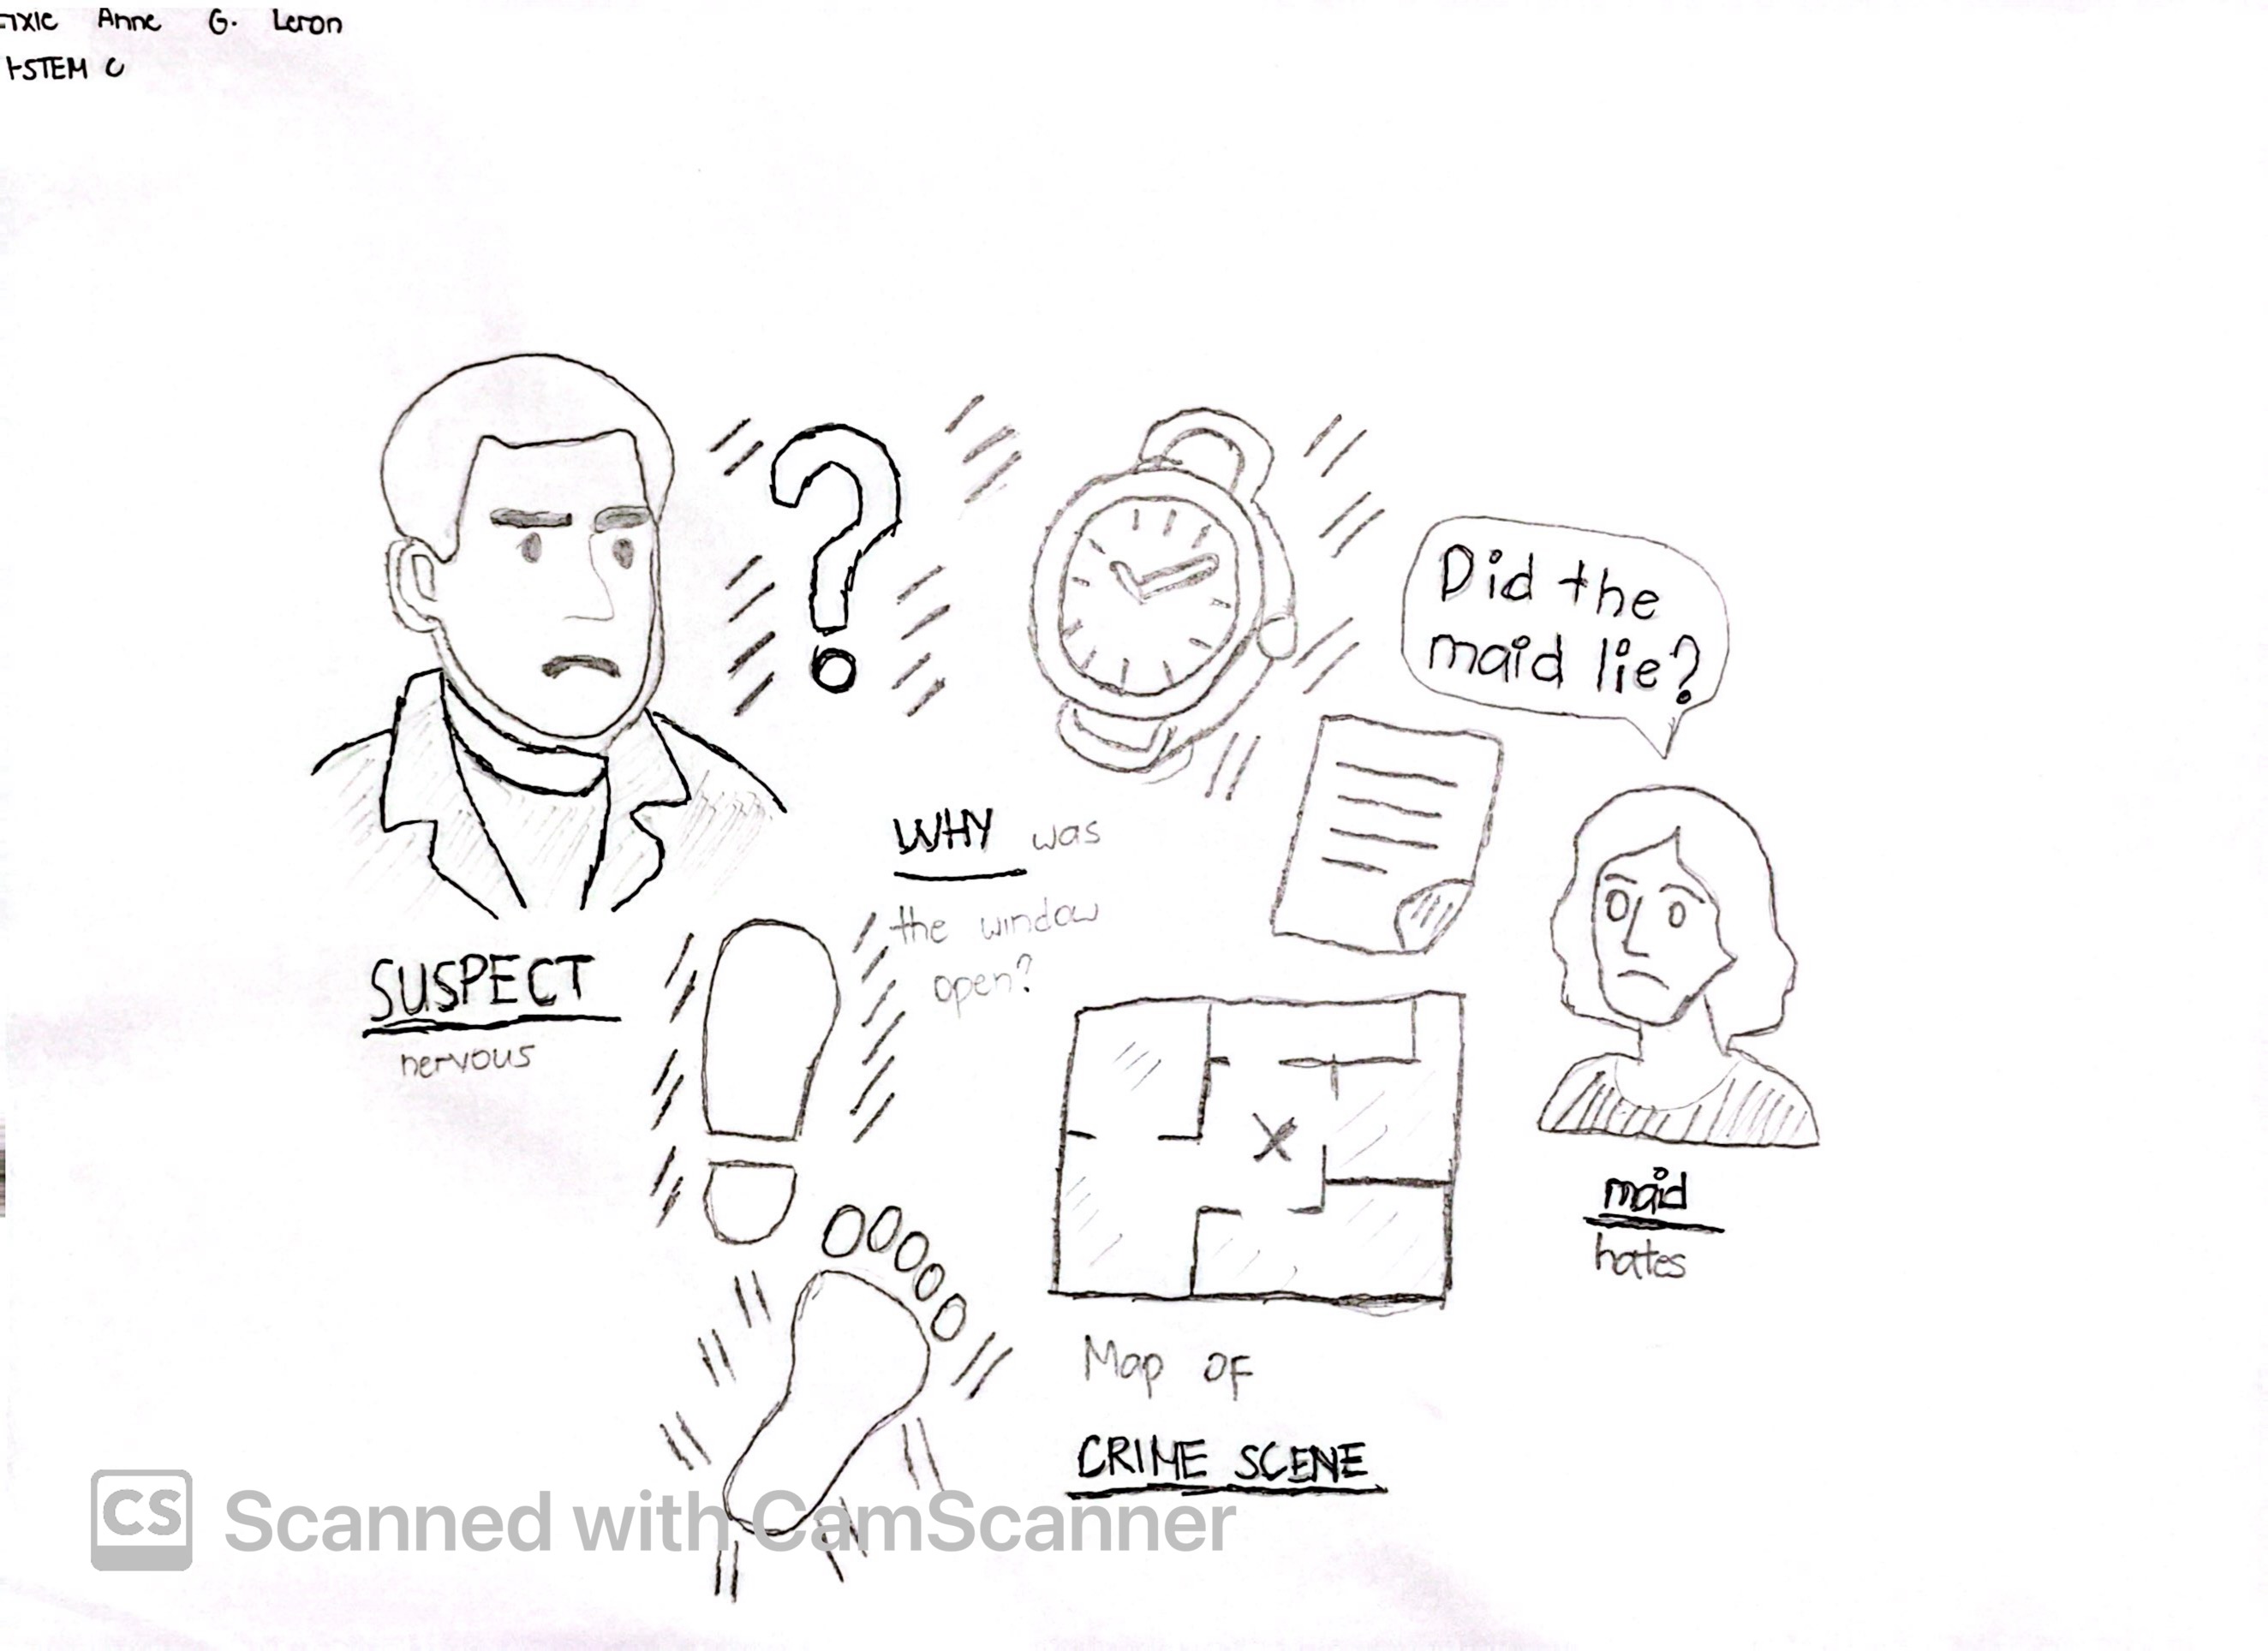 Anne G. Leron
STEM C
Did the
maid lie?
WHY was
the window
open?
SUSPECT
nervous
maid
hates
Map of
CRIME SCENE
CS Scanned with CamScanner